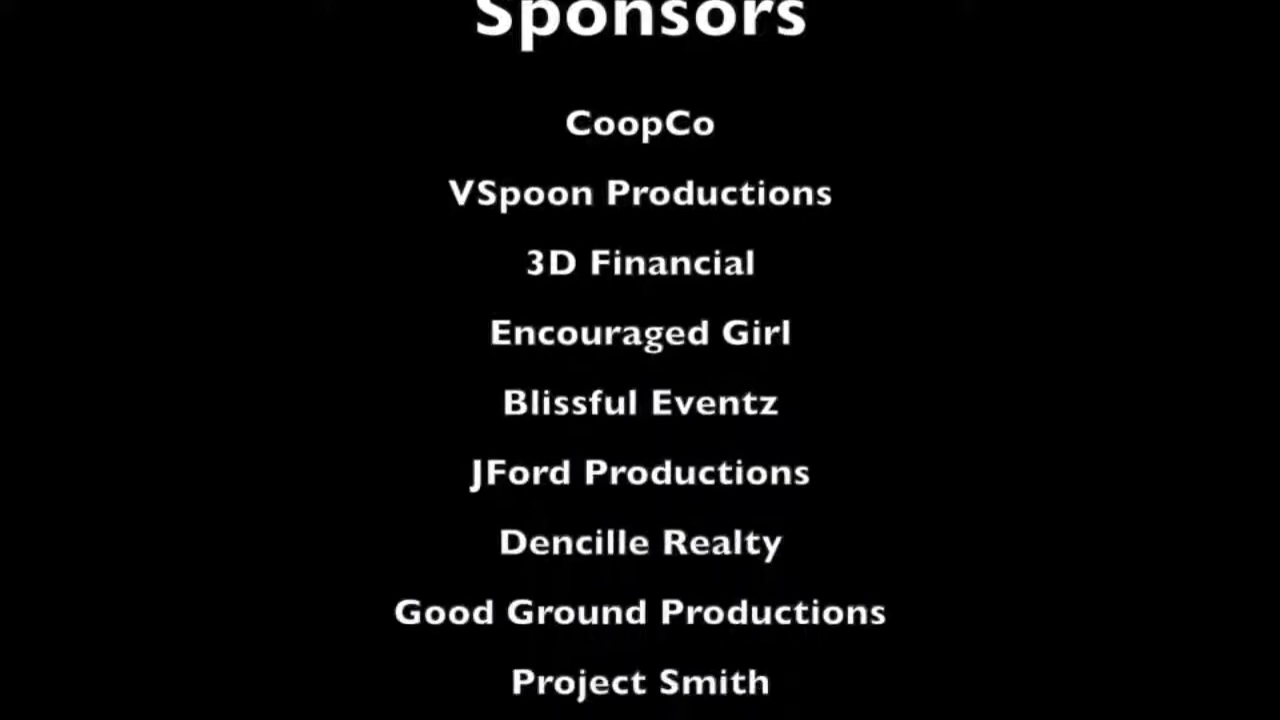 Sponsors
CoopCo
VSpoon Productions
3D Financial
Encouraged Girl
Blissful Eventz
JFord Productions
Dencille Realty
Good Ground Productions
Project Smith